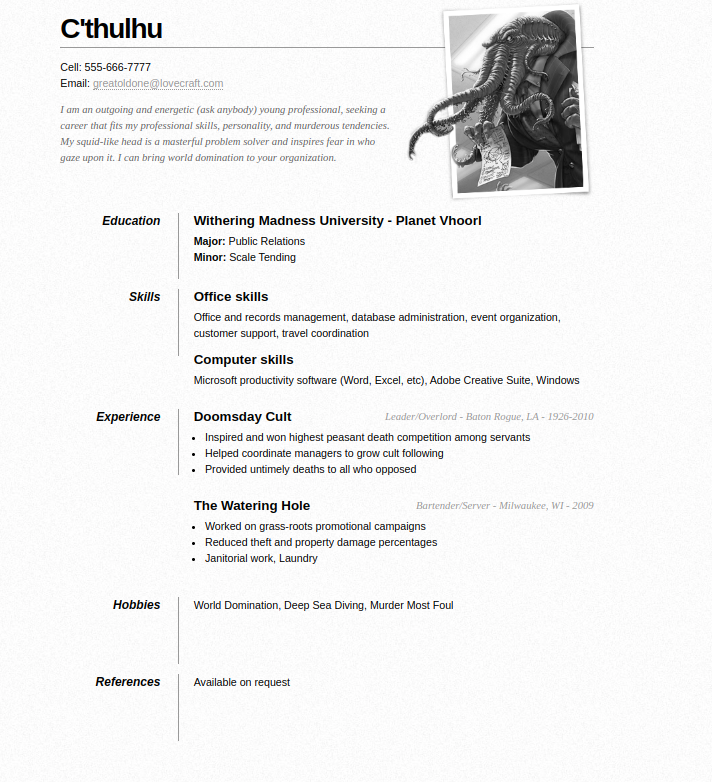 C'thulhu
Cell: 555-666-7777
Email: greatoldone@lovecraft.com
I am an outgoing and energetic (ask anybody) young professional, seeking a
career that fits my professional skills, personality, and murderous tendencies.
My squid-like head is a masterful problem solver and inspires fear in who
gaze upon it. I can bring world domination to your organization.
Education
Withering Madness University - Planet Vhoorl
Major: Public Relations
Minor: Scale Tending
Skills
Office skills
Office and records management, database administration, event organization,
customer support, travel coordination
Computer skills
Microsoft productivity software (Word, Excel, etc), Adobe Creative Suite, Windows
Experience
Doomsday Cult Leader/Overlord - Baton Rogue, LA - 1926-2010
• Inspired and won highest peasant death competition among servants
• Helped coordinate managers to grow cult following
• Provided untimely deaths to all who opposed
The Watering Hole Bartender/Server - Milwaukee, WI - 2009
• Worked on grass-roots promotional campaigns
• Reduced theft and property damage percentages
• Janitorial work, Laundry
Hobbies
World Domination, Deep Sea Diving, Murder Most Foul
References
Available on request